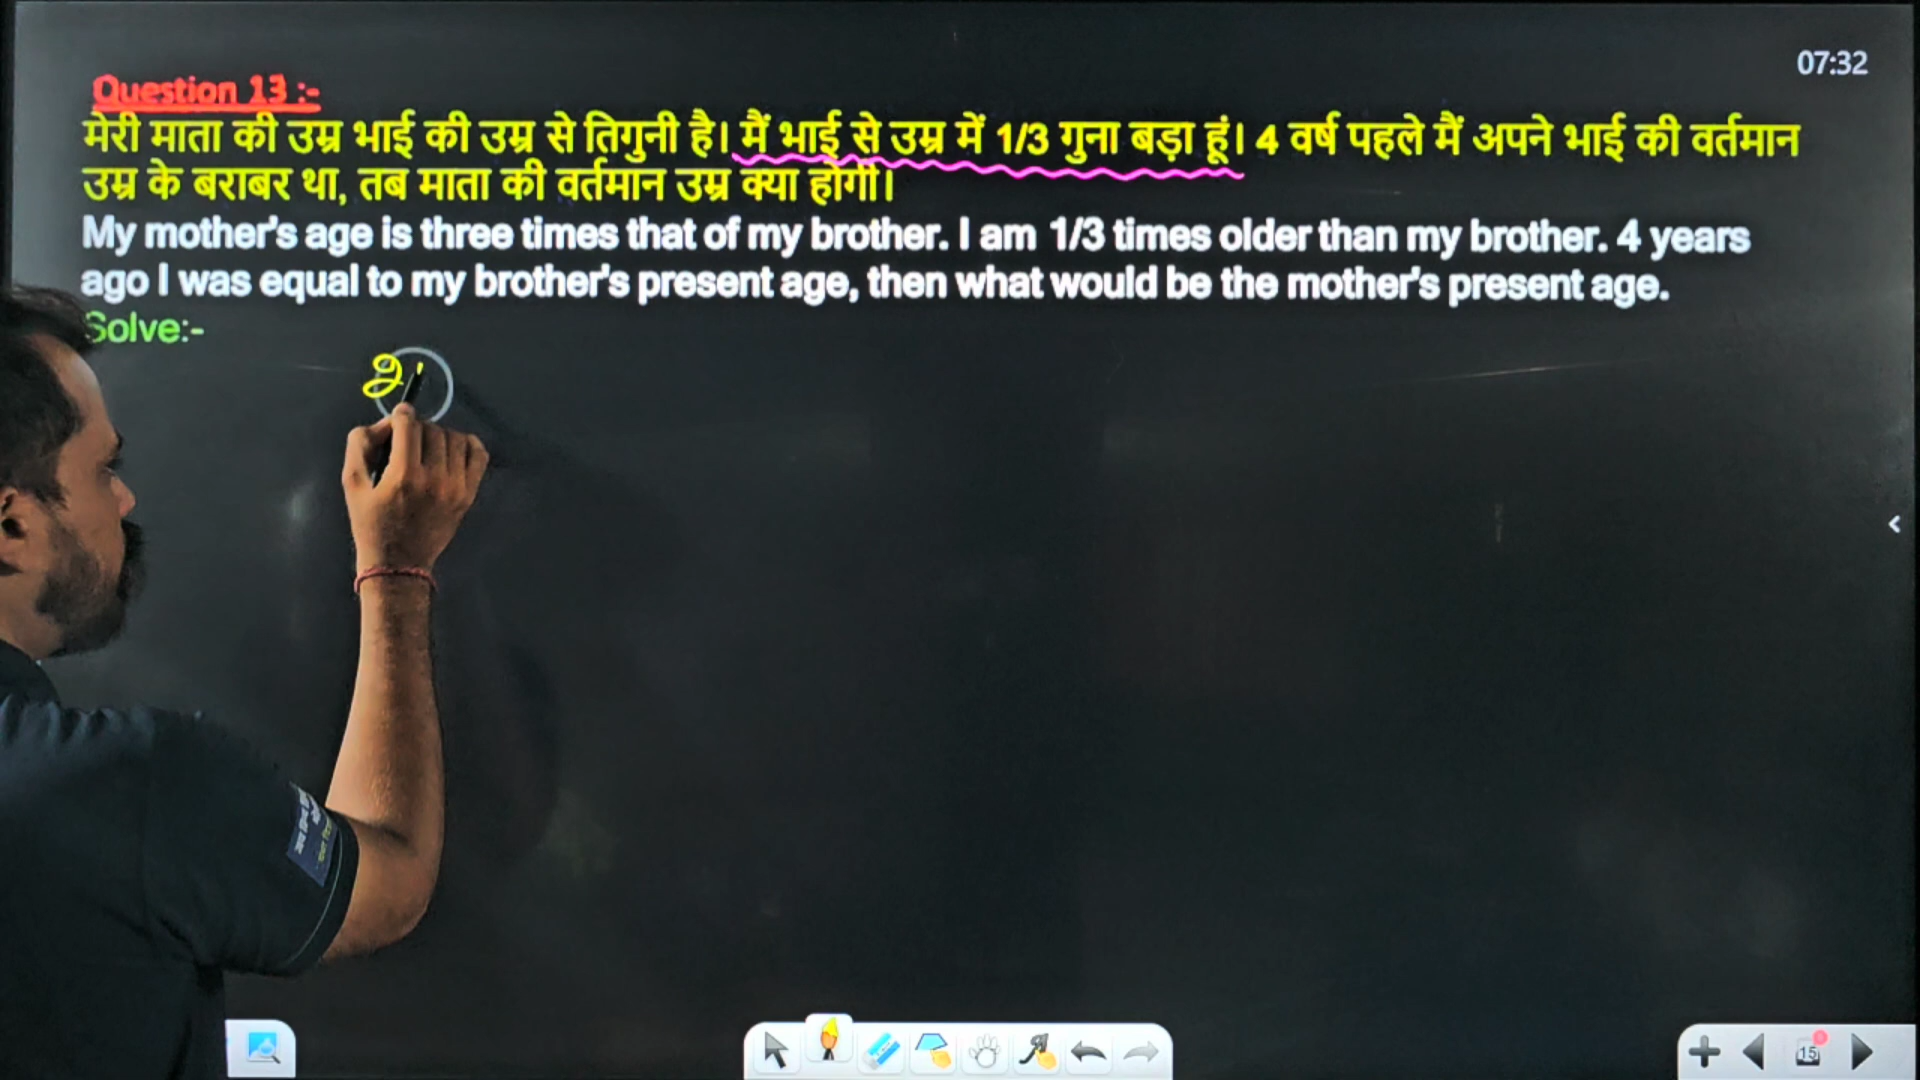 07:32
Question 13 :-
मेरी माता की उम्र भाई की उम्र से तिगुनी है। मैं भाई से उम्र में 1/3 गुना बड़ा हूं। 4 वर्ष पहले मैं अपने भाई की वर्तमान
उम्र के बराबर था, तब माता की वर्तमान उम्र क्या होगी।
My mother's age is three times that of my brother. I am 1/3 times older than my brother. 4 years
ago I was equal to my brother's present age, then what would be the mother's present age.
Solve:-
15